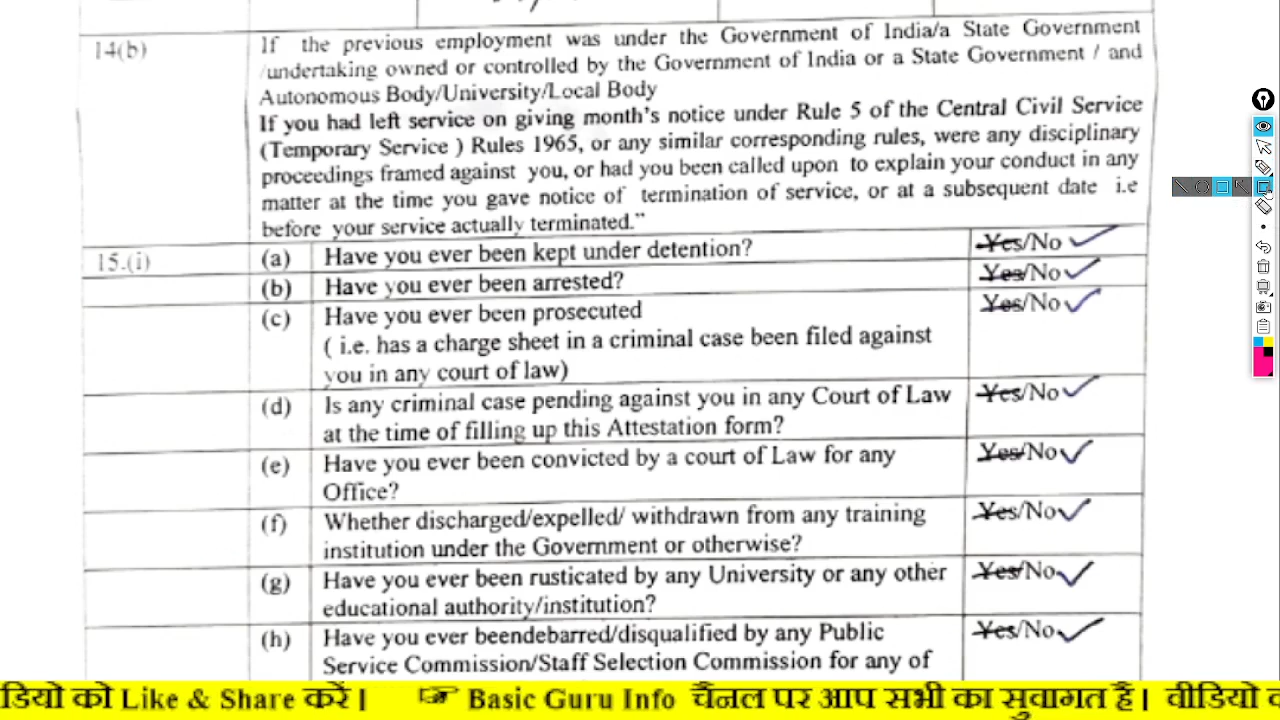 14(b) If the previous employment was under the Government of India/a State Government
/undertaking owned or controlled by the Government of India or a State Government / and
Autonomous Body/University/Local Body
If you had left service on giving month's notice under Rule 5 of the Central Civil Service
(Temporary Service ) Rules 1965, or any similar corresponding rules, were any disciplinary
proceedings framed against you, or had you been called upon to explain your conduct in any
matter at the time you gave notice of termination of service, or at a subsequent date i.e
before your service actually terminated."
15.(i) (a) Have you ever been kept under detention? Yes/No
(b) Have you ever been arrested? Yes/No
(c) Have you ever been prosecuted Yes/No
( i.e. has a charge sheet in a criminal case been filed against
you in any court of law)
(d) Is any criminal case pending against you in any Court of Law Yes/No
at the time of filling up this Attestation form?
(e) Have you ever been convicted by a court of Law for any Yes/No
Office?
(f) Whether discharged/expelled/ withdrawn from any training Yes/No
institution under the Government or otherwise?
(g) Have you ever been rusticated by any University or any other Yes/No
educational authority/institution?
(h) Have you ever beendebarred/disqualified by any Public Yes/No
Service Commission/Staff Selection Commission for any of
डियो को Like & Share करें। ☞ Basic Guru Info चैनल पर आप सभी का सुवागत है। वीडियो को